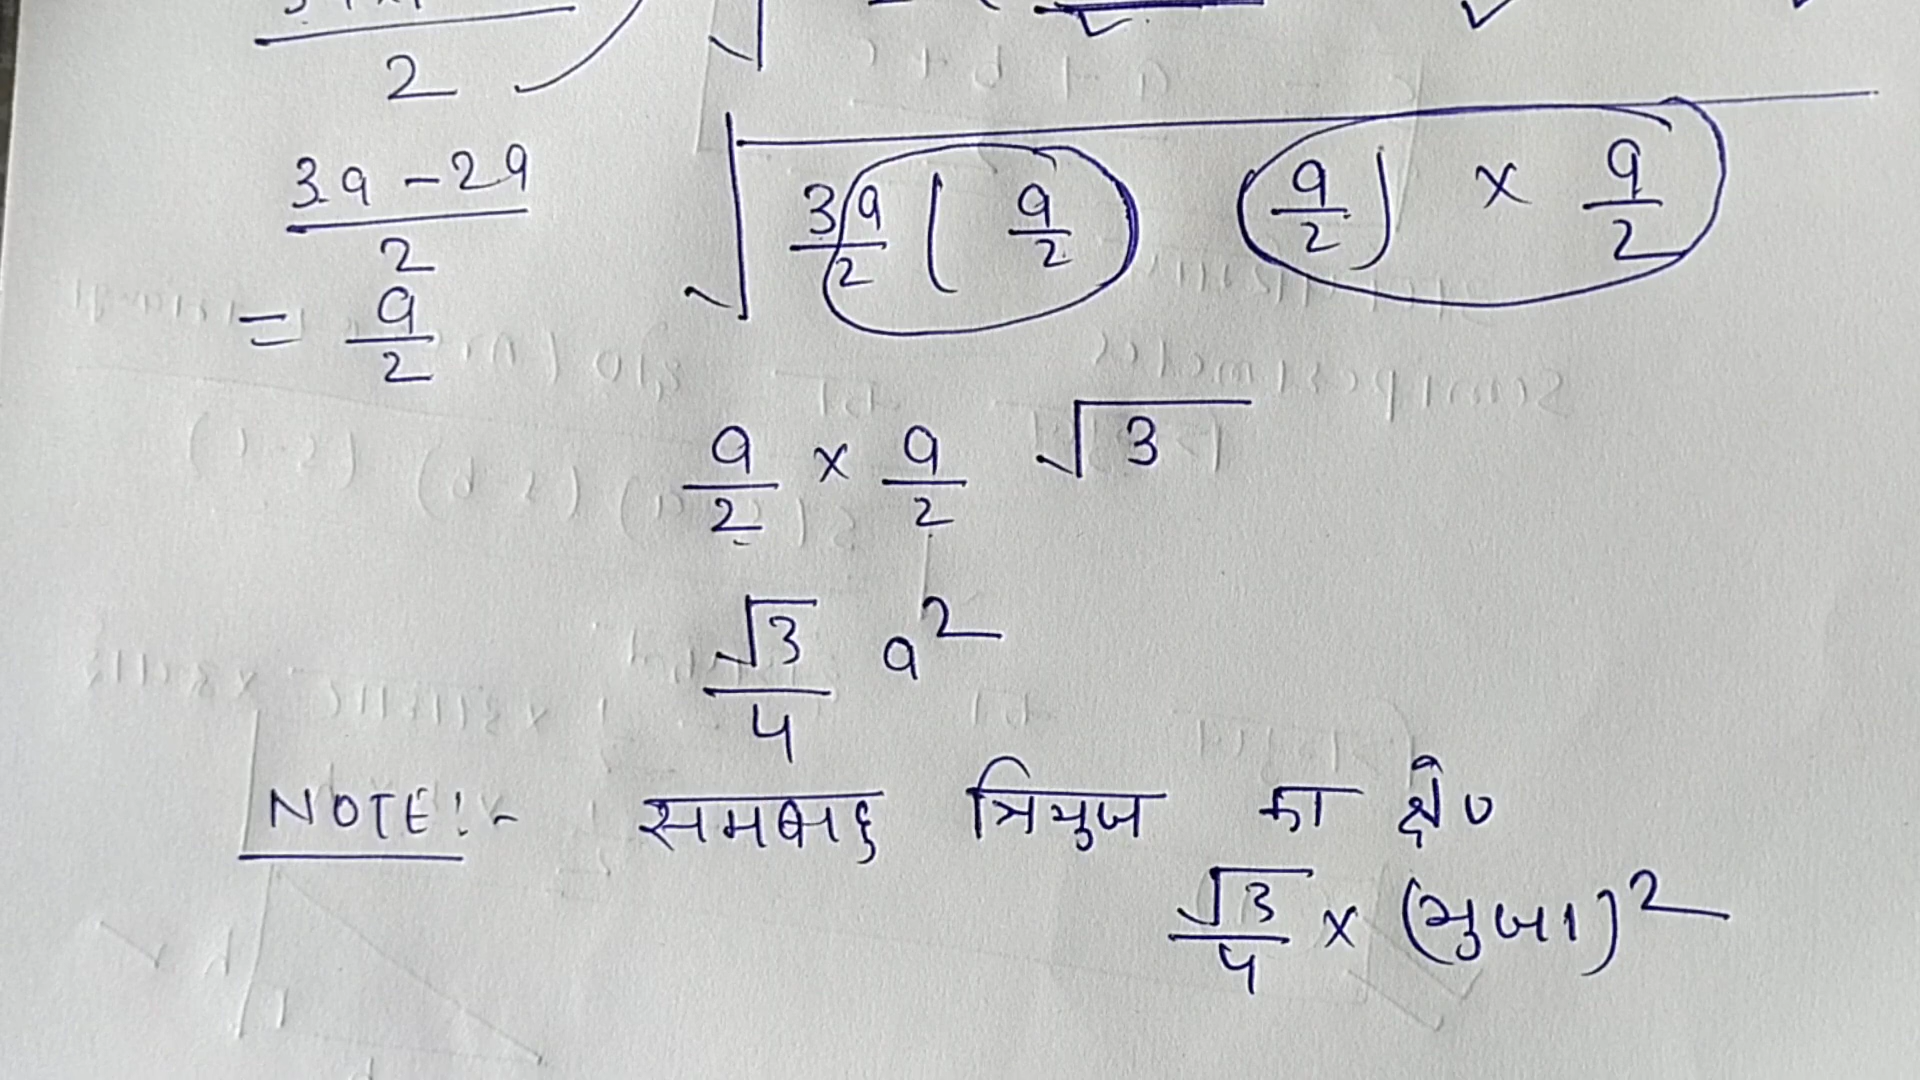 2
3a - 2a / 2
= a/2
√ 3a/2 ( a/2 a/2 ) × a/2
a/2 × a/2 √3
√3/4 a²
NOTE:- समबाहु त्रिभुज का क्षे०
√3/4 × (भुजा)²